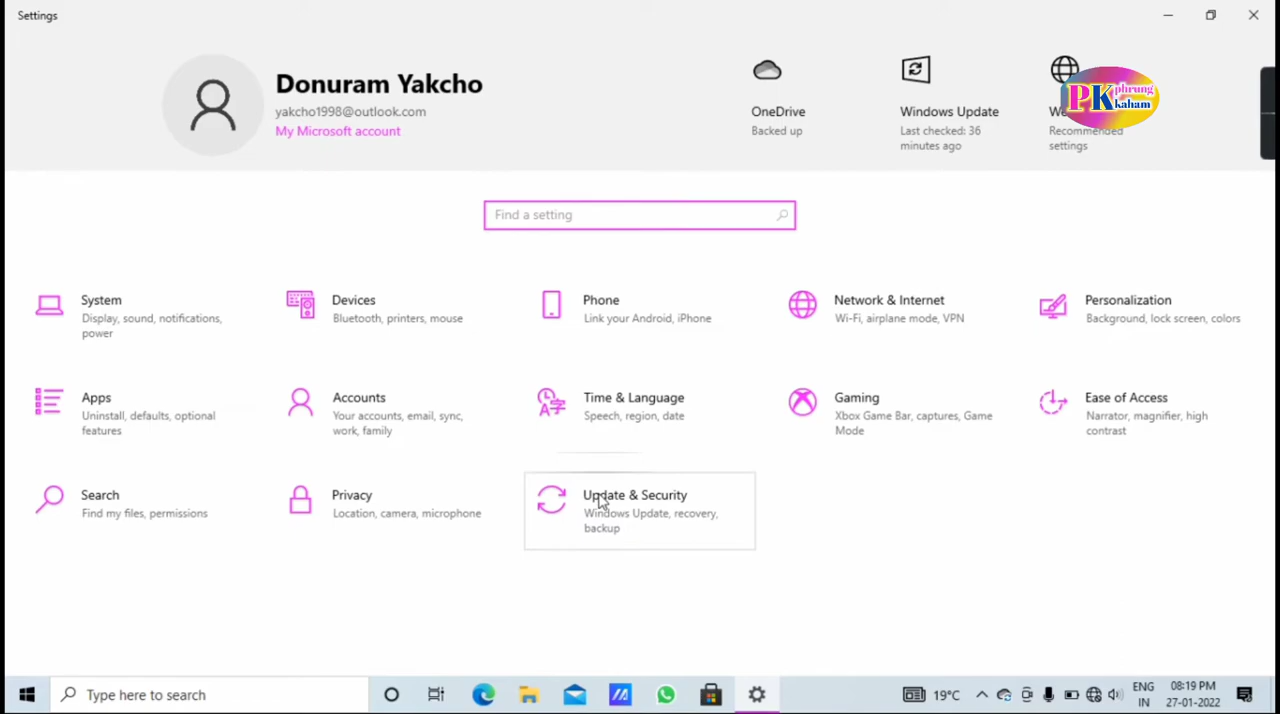 Settings
Donuram Yakcho
yakcho1998@outlook.com
My Microsoft account
OneDrive
Backed up
Windows Update
Last checked: 36
minutes ago
Recommended
settings
PK phrung
kaham
Find a setting
System
Display, sound, notifications,
power
Devices
Bluetooth, printers, mouse
Phone
Link your Android, iPhone
Network & Internet
Wi-Fi, airplane mode, VPN
Personalization
Background, lock screen, colors
Apps
Uninstall, defaults, optional
features
Accounts
Your accounts, email, sync,
work, family
Time & Language
Speech, region, date
Gaming
Xbox Game Bar, captures, Game
Mode
Ease of Access
Narrator, magnifier, high
contrast
Search
Find my files, permissions
Privacy
Location, camera, microphone
Update & Security
Windows Update, recovery,
backup
Type here to search
19°C
ENG
IN
08:19 PM
27-01-2022